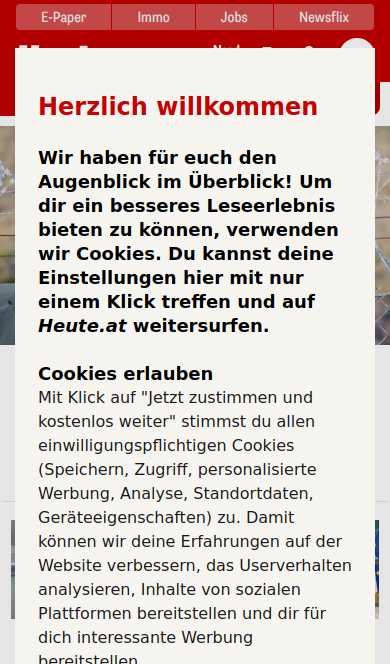 E-Paper Immo Jobs Newsflix
Herzlich willkommen
Wir haben für euch den
Augenblick im Überblick! Um
dir ein besseres Leseerlebnis
bieten zu können, verwenden
wir Cookies. Du kannst deine
Einstellungen hier mit nur
einem Klick treffen und auf
Heute.at weitersurfen.
Cookies erlauben
Mit Klick auf "Jetzt zustimmen und
kostenlos weiter" stimmst du allen
einwilligungspflichtigen Cookies
(Speichern, Zugriff, personalisierte
Werbung, Analyse, Standortdaten,
Geräteeigenschaften) zu. Damit
können wir deine Erfahrungen auf der
Website verbessern, das Userverhalten
analysieren, Inhalte von sozialen
Plattformen bereitstellen und dir für
dich interessante Werbung
bereitstellen